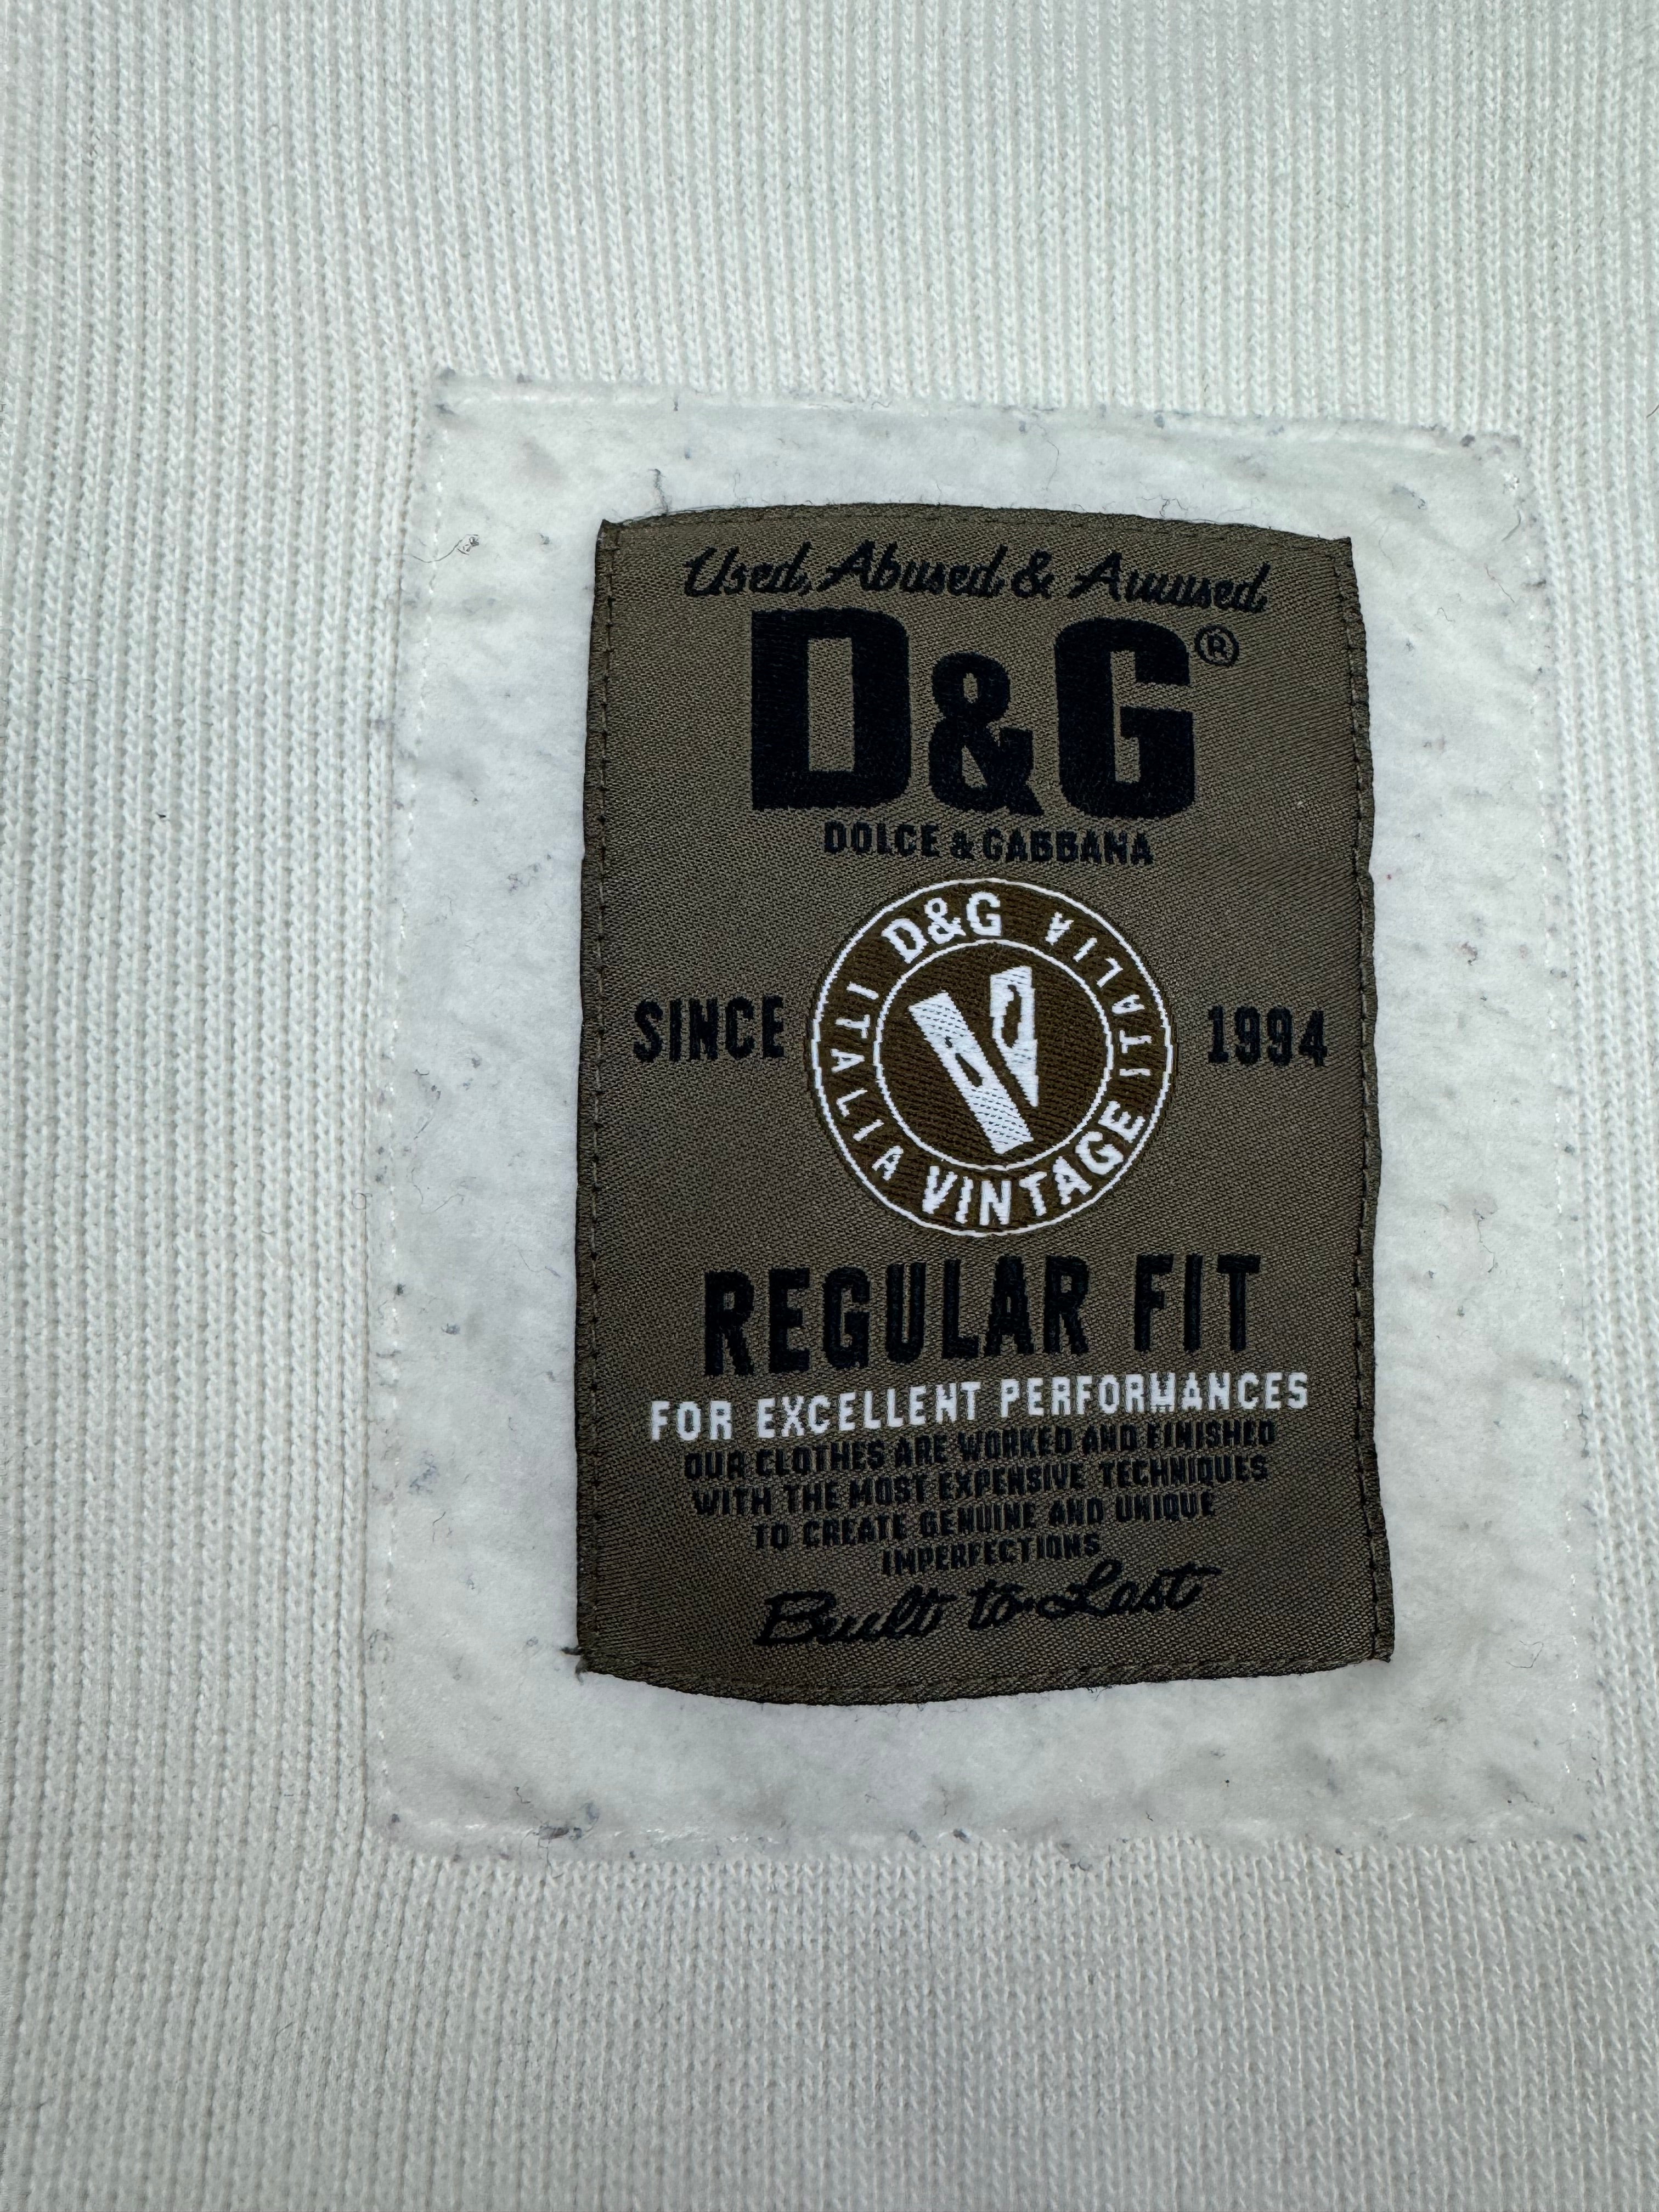 Used, Abused & Amused
D&G®
DOLCE & GABBANA
D&G ITALIA VINTAGE ITALIA
V
SINCE 1994
REGULAR FIT
FOR EXCELLENT PERFORMANCES
OUR CLOTHES ARE WORKED AND FINISHED
WITH THE MOST EXPENSIVE TECHNIQUES
TO CREATE GENUINE AND UNIQUE
IMPERFECTIONS
Built to Last